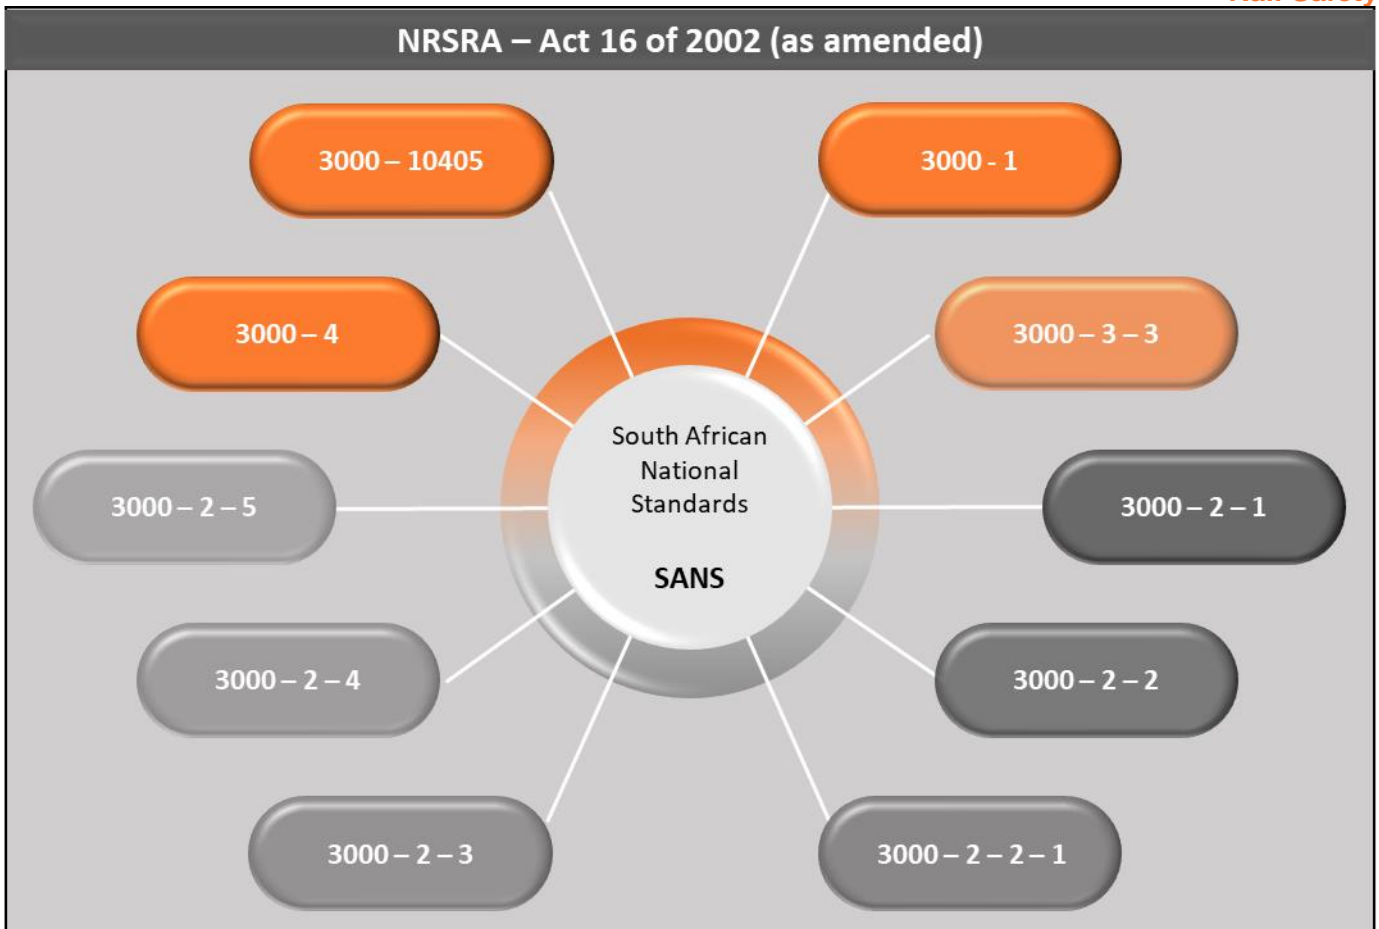 NRSRA – Act 16 of 2002 (as amended)
3000 – 10405
3000 - 1
3000 – 4
3000 – 3 – 3
South African
National
Standards
SANS
3000 – 2 – 5
3000 – 2 – 1
3000 – 2 – 4
3000 – 2 – 2
3000 – 2 – 3
3000 – 2 – 2 – 1